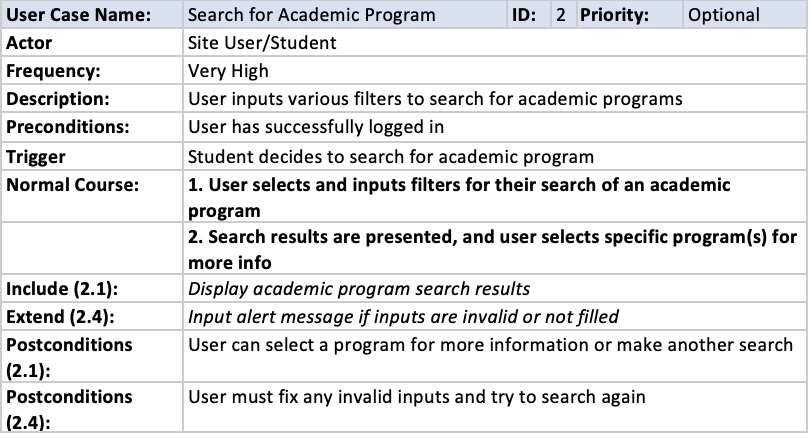 User Case Name: Search for Academic Program ID: 2 Priority: Optional
Actor Site User/Student
Frequency: Very High
Description: User inputs various filters to search for academic programs
Preconditions: User has successfully logged in
Trigger Student decides to search for academic program
Normal Course: 1. User selects and inputs filters for their search of an academic
program
2. Search results are presented, and user selects specific program(s) for
more info
Include (2.1): Display academic program search results
Extend (2.4): Input alert message if inputs are invalid or not filled
Postconditions User can select a program for more information or make another search
(2.1):
Postconditions User must fix any invalid inputs and try to search again
(2.4):